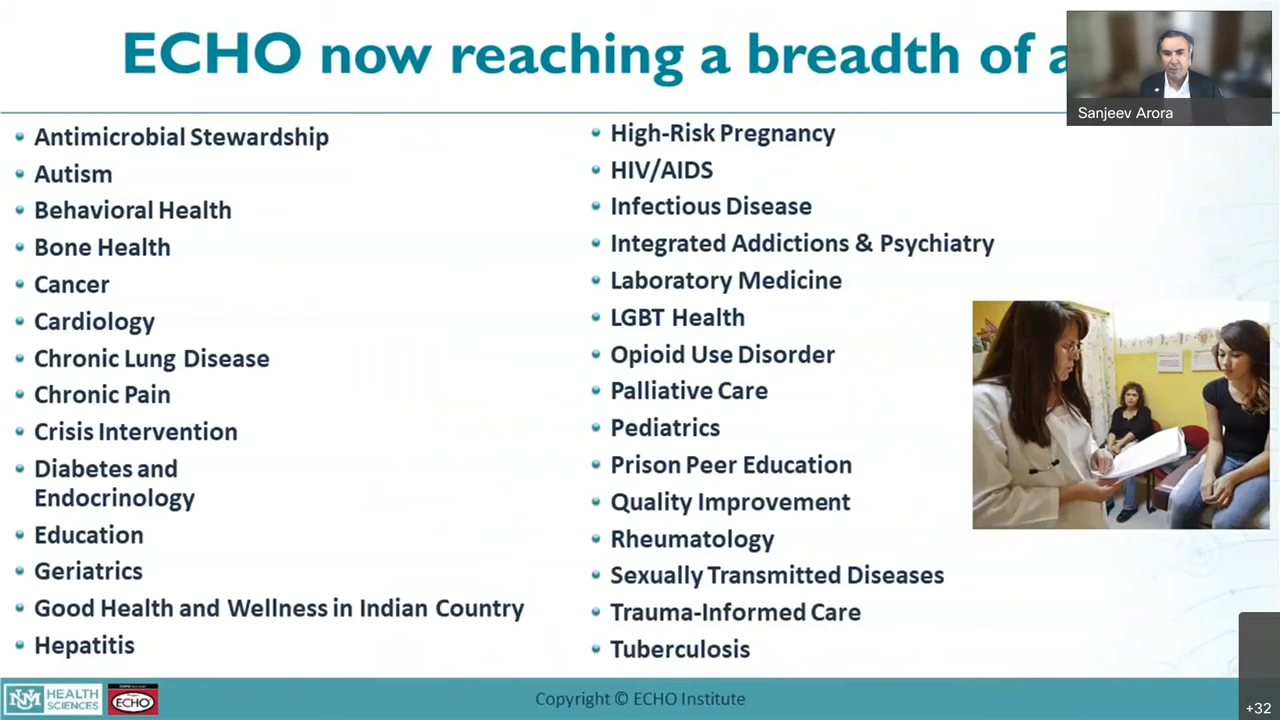 ECHO now reaching a breadth of a
Sanjeev Arora
Antimicrobial Stewardship
Autism
Behavioral Health
Bone Health
Cancer
Cardiology
Chronic Lung Disease
Chronic Pain
Crisis Intervention
Diabetes and
Endocrinology
Education
Geriatrics
Good Health and Wellness in Indian Country
Hepatitis
High-Risk Pregnancy
HIV/AIDS
Infectious Disease
Integrated Addictions & Psychiatry
Laboratory Medicine
LGBT Health
Opioid Use Disorder
Palliative Care
Pediatrics
Prison Peer Education
Quality Improvement
Rheumatology
Sexually Transmitted Diseases
Trauma-Informed Care
Tuberculosis
UNM HEALTH
SCIENCES
ECHO
Copyright © ECHO Institute
+32